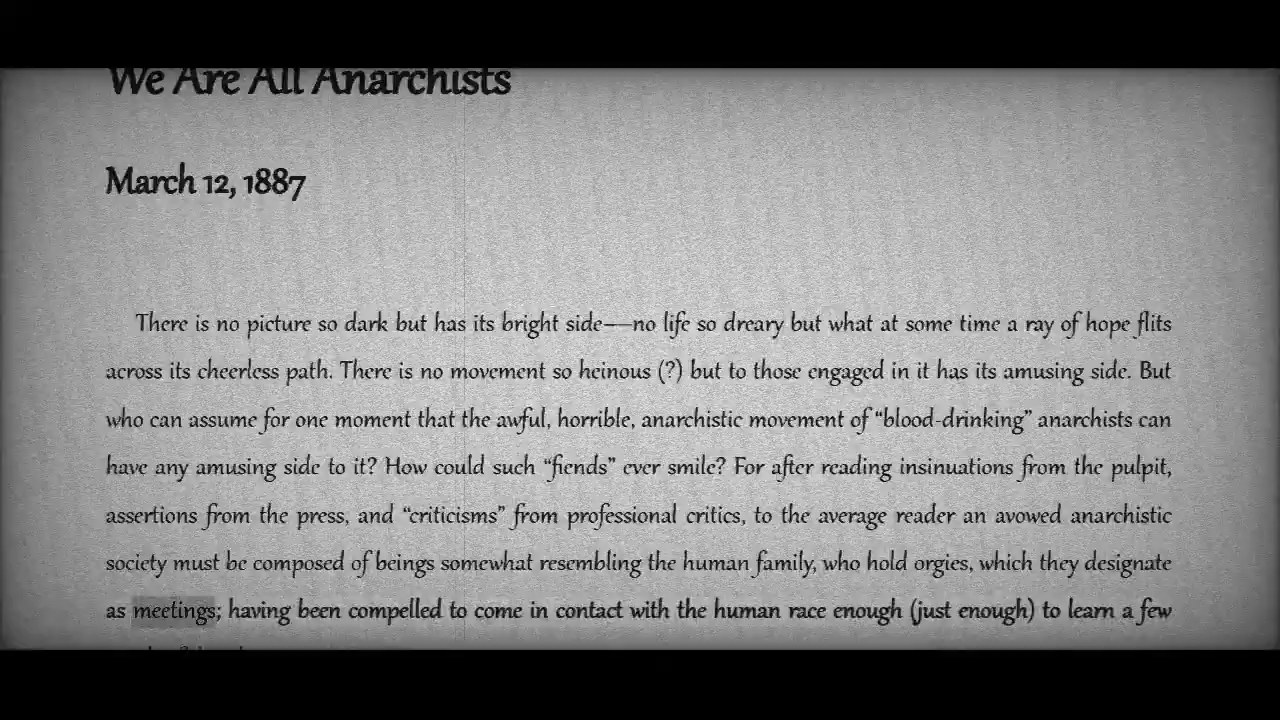 We Are All Anarchists
March 12, 1887
There is no picture so dark but has its bright side—no life so dreary but what at some time a ray of hope flits
across its cheerless path. There is no movement so heinous (?) but to those engaged in it has its amusing side. But
who can assume for one moment that the awful, horrible, anarchistic movement of “blood-drinking” anarchists can
have any amusing side to it? How could such “fiends” ever smile? For after reading insinuations from the pulpit,
assertions from the press, and “criticisms” from professional critics, to the average reader an avowed anarchistic
society must be composed of beings somewhat resembling the human family, who hold orgies, which they designate
as meetings; having been compelled to come in contact with the human race enough (just enough) to learn a few